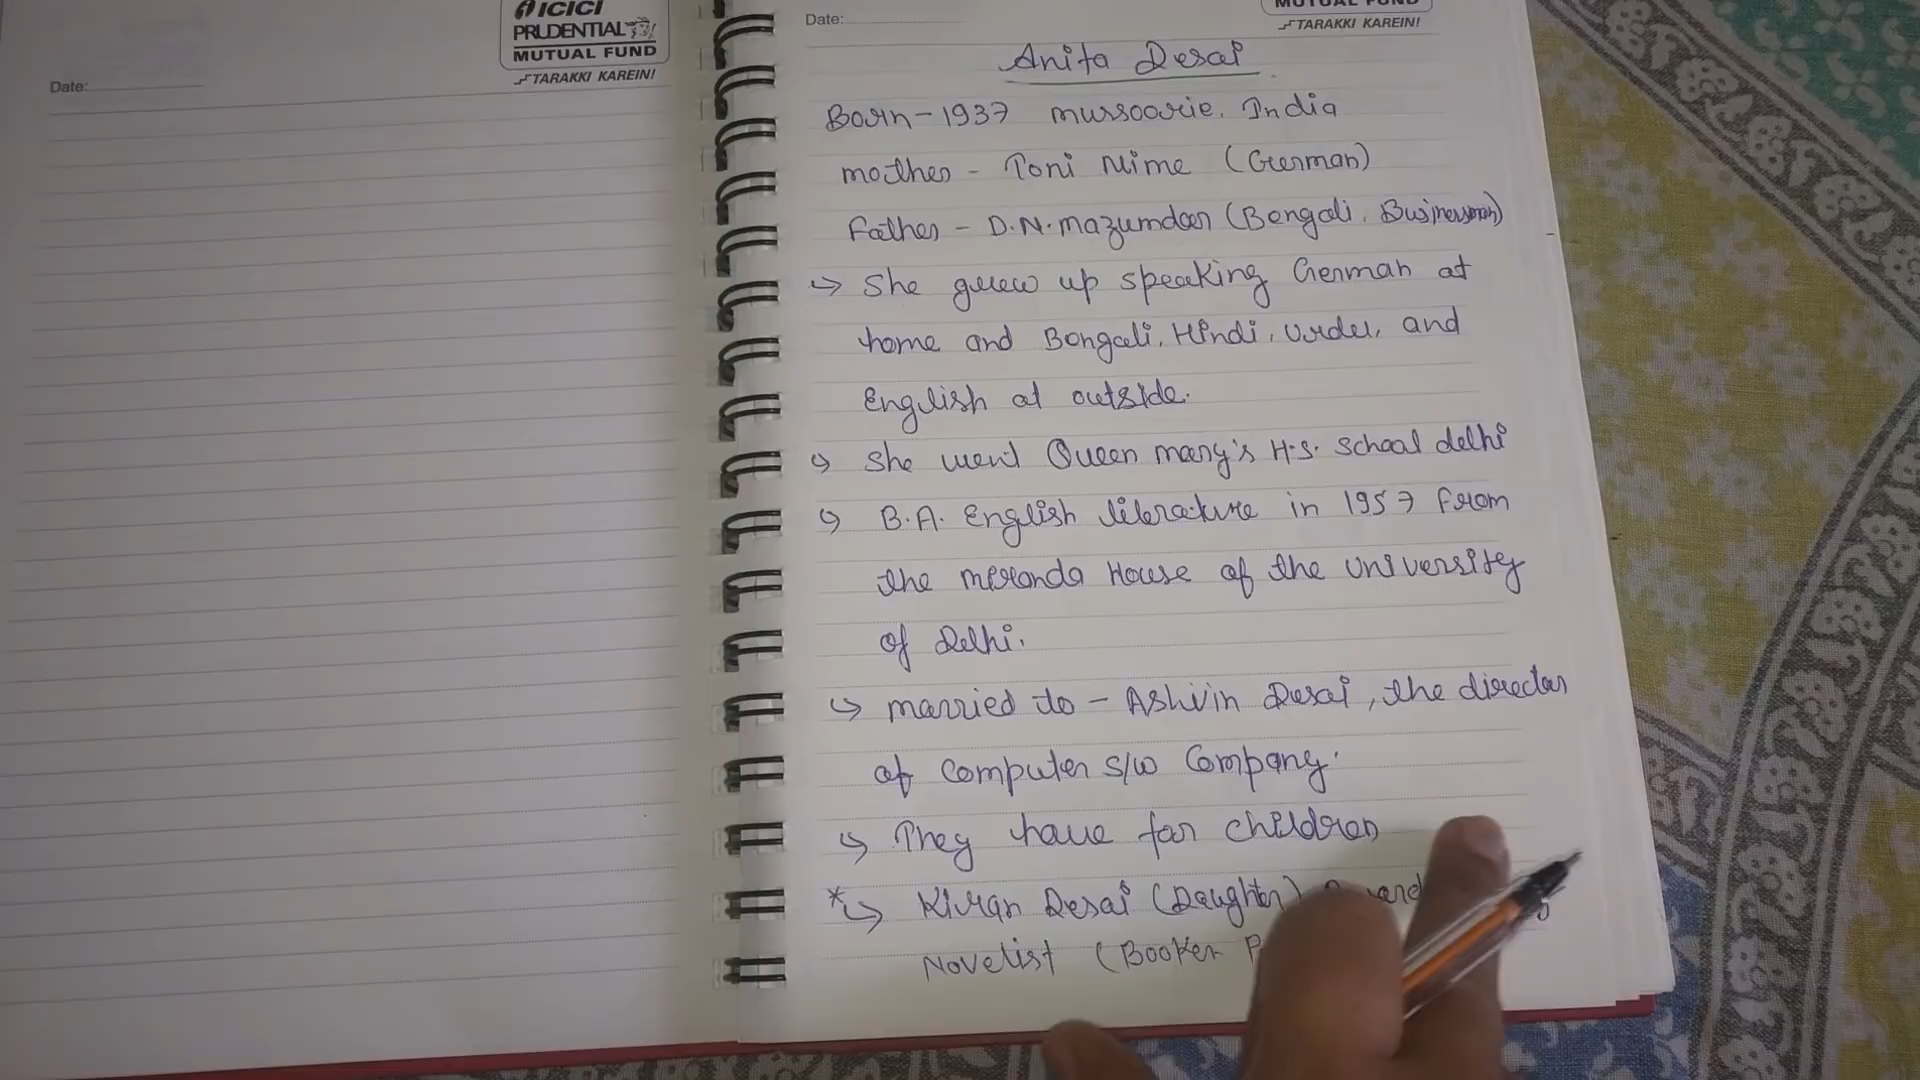 ICICI
PRUDENTIAL
MUTUAL FUND
TARAKKI KAREIN!
Date:
Date:
MUTUAL FUND
TARAKKI KAREIN!
Anita Desai
Born - 1937 mussoorie. India
mother - Toni Nime (German)
Father - D.N. mazumdar (Bengali, Businessman)
→ She grew up speaking German at
home and Bengali, Hindi, Urdu, and
English at outside.
→ She went Queen mary's H.S. School delhi
→ B.A. English literature in 1957 from
the miranda House of the University
of Delhi.
→ married to - Ashvin Desai, the director
of computer s/w Company.
→ They have for children
*→ Kiran Desai (Daughter)
Novelist (Booker